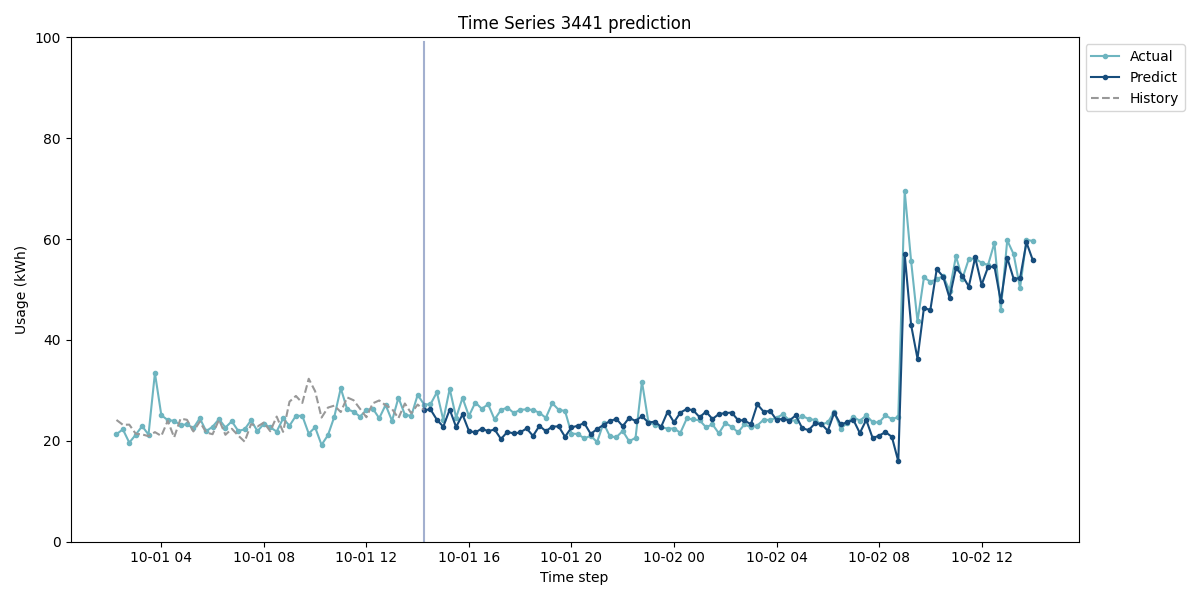 Time Series 3441 prediction
100
80
60
40
20
0
Usage (kWh)
10-01 04
10-01 08
10-01 12
10-01 16
10-01 20
10-02 00
10-02 04
10-02 08
10-02 12
Time step
Actual
Predict
History